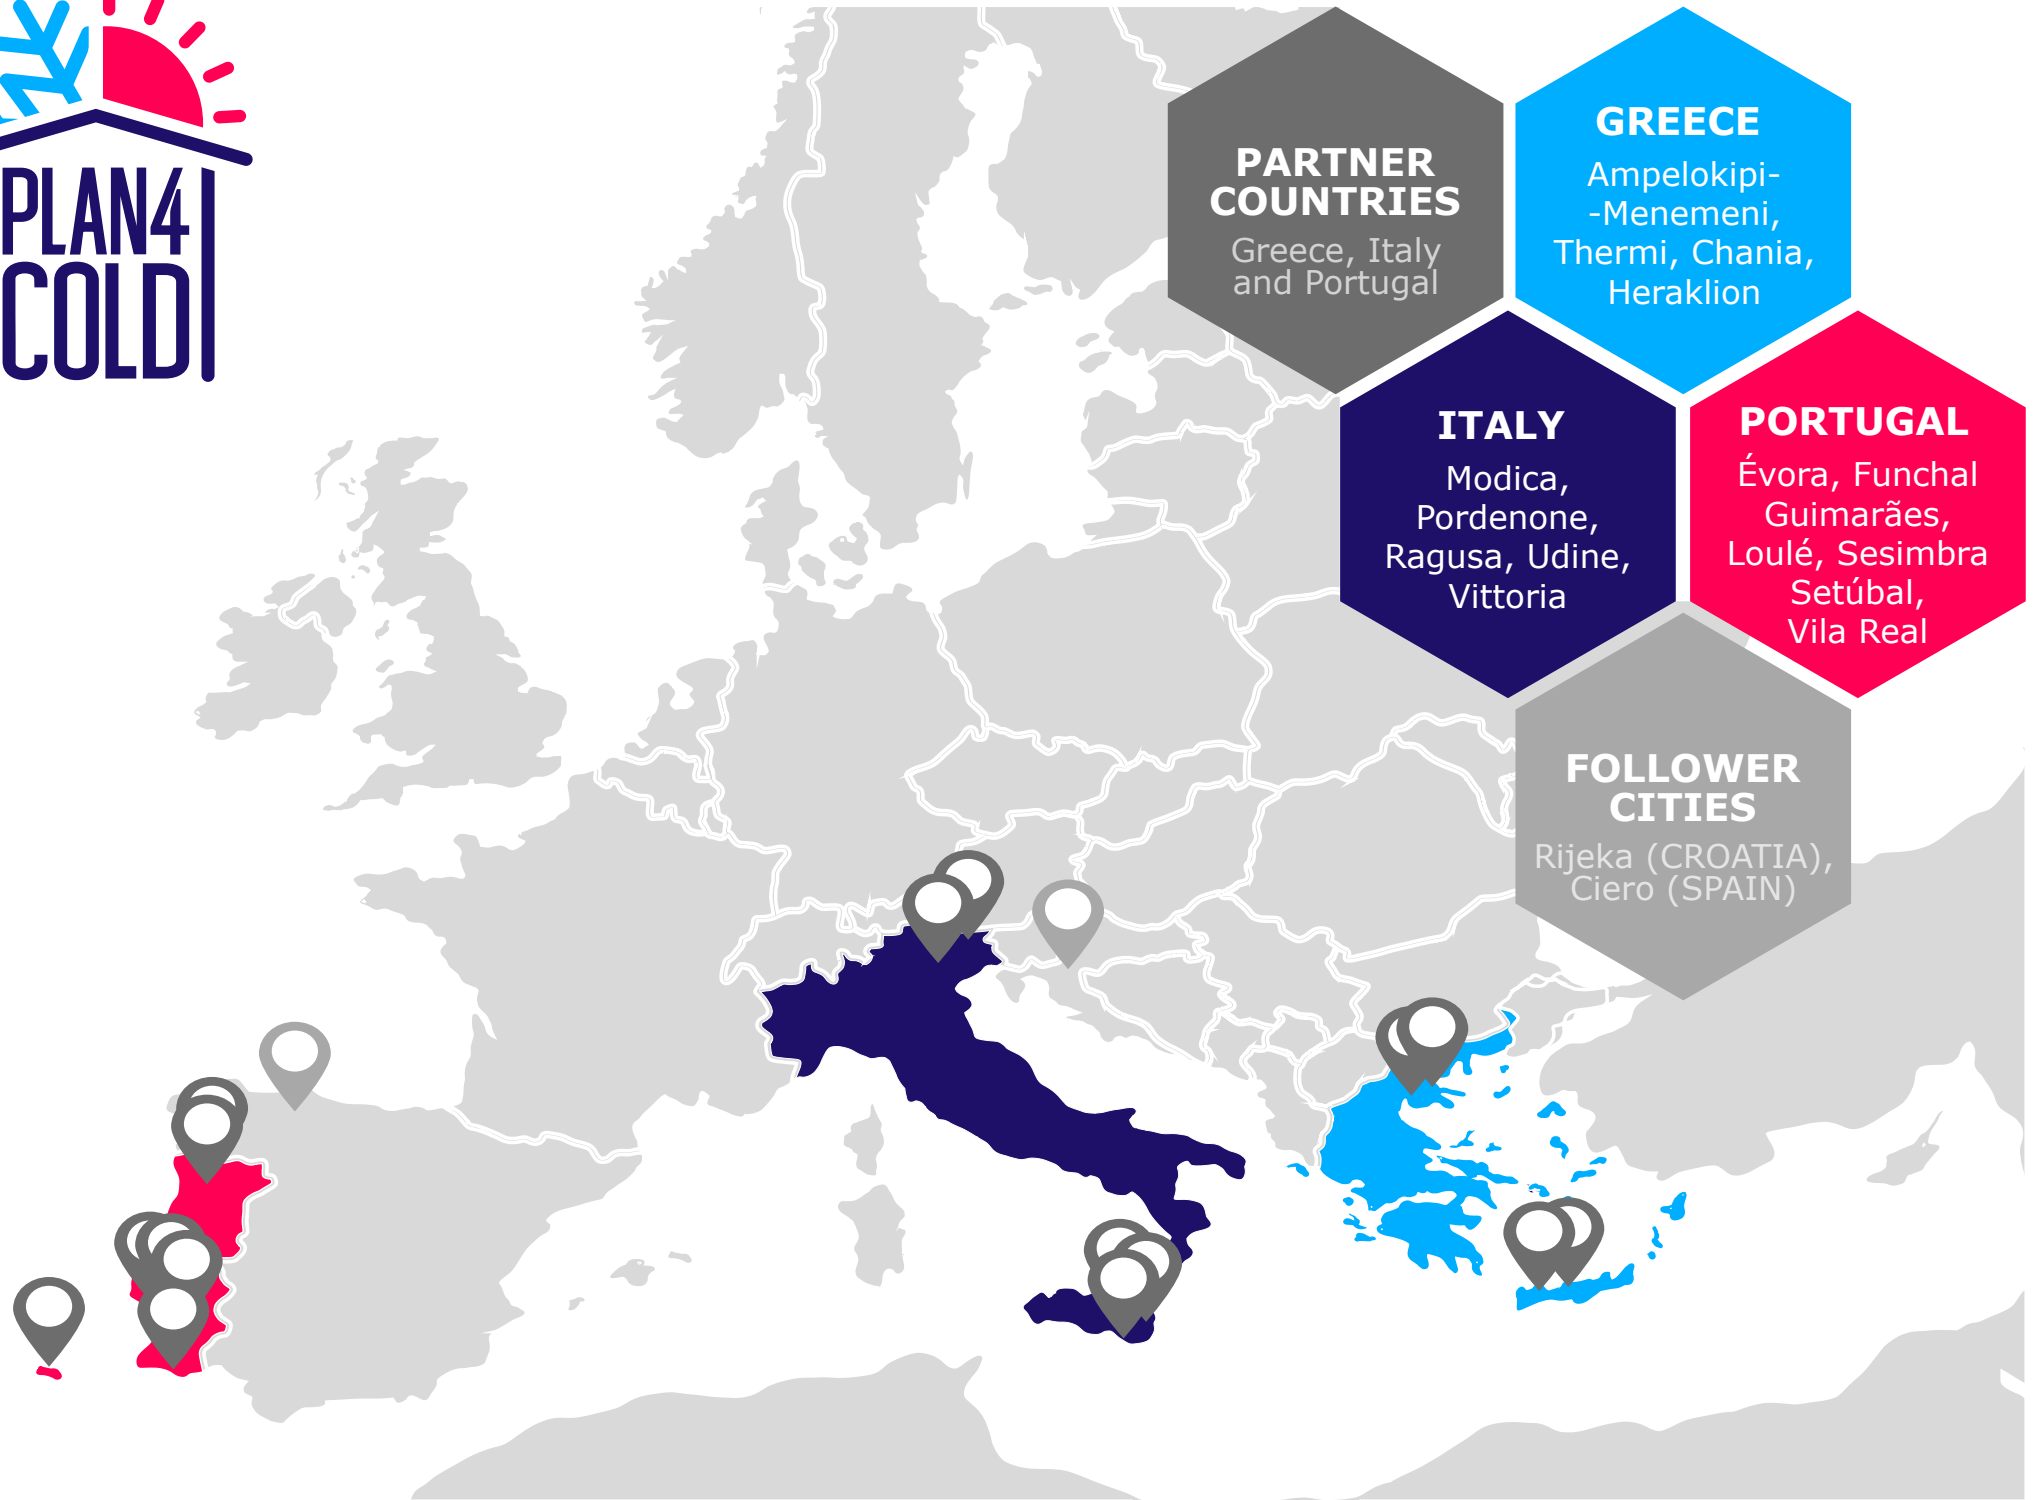 PLAN4
COLD
PARTNER
COUNTRIES
Greece, Italy
and Portugal
GREECE
Ampelokipi-
-Menemeni,
Thermi, Chania,
Heraklion
ITALY
Modica,
Pordenone,
Ragusa, Udine,
Vittoria
PORTUGAL
Évora, Funchal
Guimarães,
Loulé, Sesimbra
Setúbal,
Vila Real
FOLLOWER
CITIES
Rijeka (CROATIA),
Ciero (SPAIN)